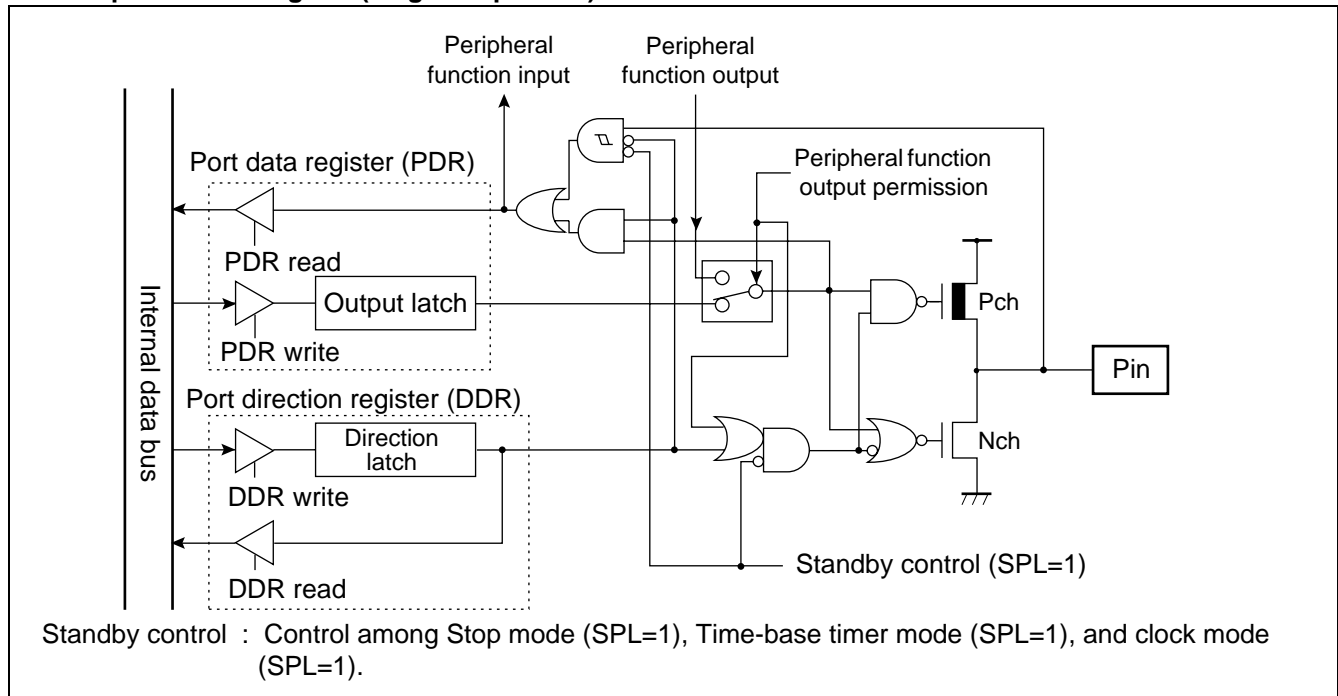 Peripheral
function input
Peripheral
function output
Port data register (PDR)
Peripheral function
output permission
PDR read
Output latch
Pch
PDR write
Internal data bus
Pin
Port direction register (DDR)
Direction
latch
Nch
DDR write
Standby control (SPL=1)
DDR read
Standby control : Control among Stop mode (SPL=1), Time-base timer mode (SPL=1), and clock mode
(SPL=1).